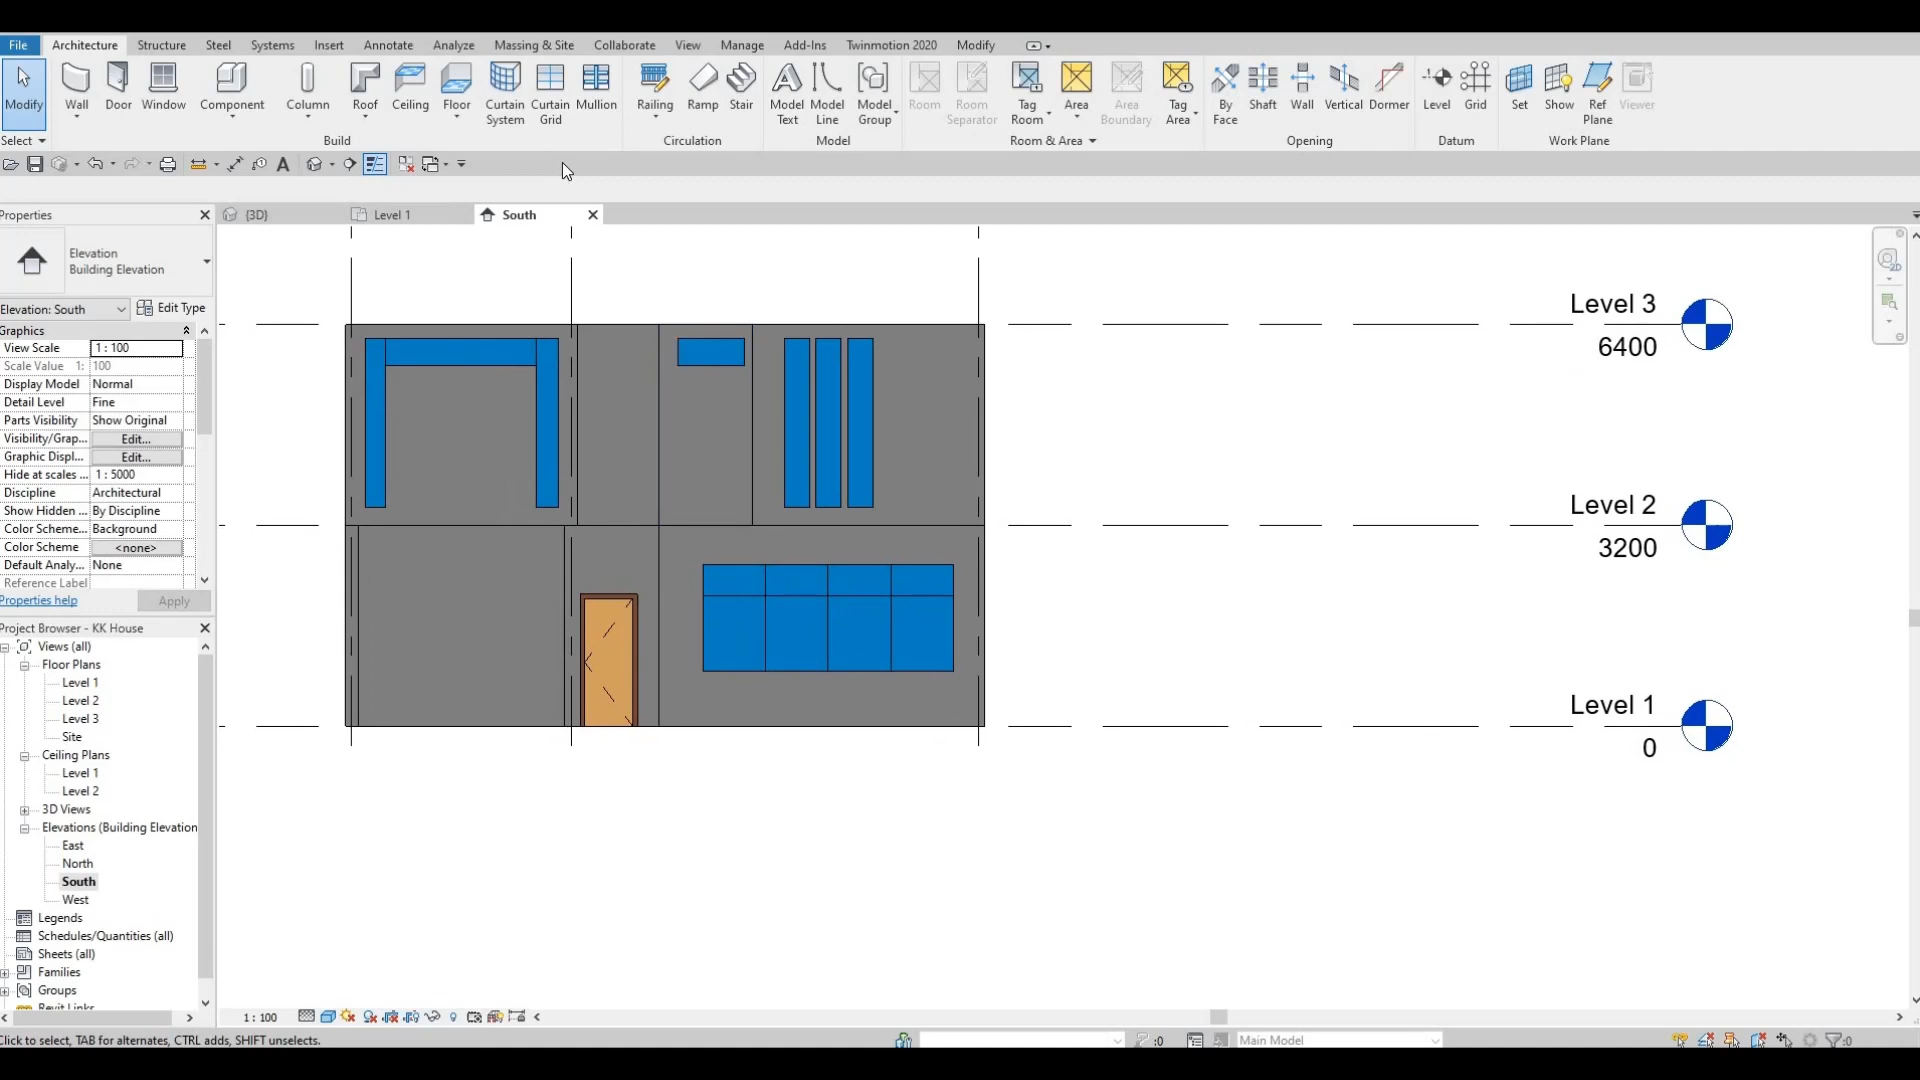 File Architecture Structure Steel Systems Insert Annotate Analyze Massing & Site Collaborate View Manage Add-Ins Twinmotion 2020 Modify
Modify Wall Door Window Component Column Roof Ceiling Floor Curtain System Curtain Grid Mullion Railing Ramp Stair Model Text Model Line Model Group Room Room Separator Tag Room Area Area Boundary Tag Area By Face Shaft Wall Vertical Dormer Level Grid Set Show Ref Plane Viewer
Select Build Circulation Model Room & Area Opening Datum Work Plane
Properties
{3D} Level 1 South
Elevation
Building Elevation
Elevation: South Edit Type
Graphics
View Scale 1 : 100
Scale Value 1: 100
Display Model Normal
Detail Level Fine
Parts Visibility Show Original
Visibility/Grap... Edit...
Graphic Displ... Edit...
Hide at scales ... 1 : 5000
Discipline Architectural
Show Hidden ... By Discipline
Color Scheme... Background
Color Scheme <none>
Default Analy... None
Reference Label
Properties help Apply
Project Browser - KK House
Views (all)
Floor Plans
Level 1
Level 2
Level 3
Site
Ceiling Plans
Level 1
Level 2
3D Views
Elevations (Building Elevation
East
North
South
West
Legends
Schedules/Quantities (all)
Sheets (all)
Families
Groups
Revit Links
Level 3
6400
Level 2
3200
Level 1
0
1 : 100
Click to select, TAB for alternates, CTRL adds, SHIFT unselects.
:0
Main Model
:0